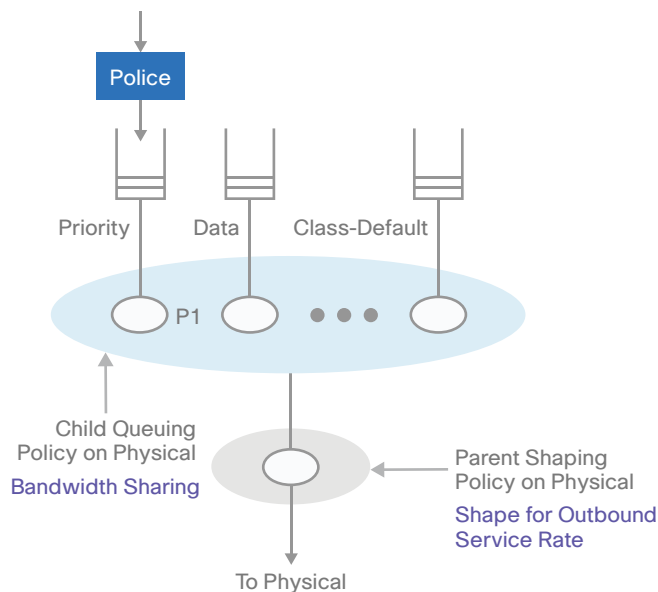 Police
Priority
Data
Class-Default
P1
Child Queuing
Policy on Physical
Bandwidth Sharing
Parent Shaping
Policy on Physical
Shape for Outbound
Service Rate
To Physical